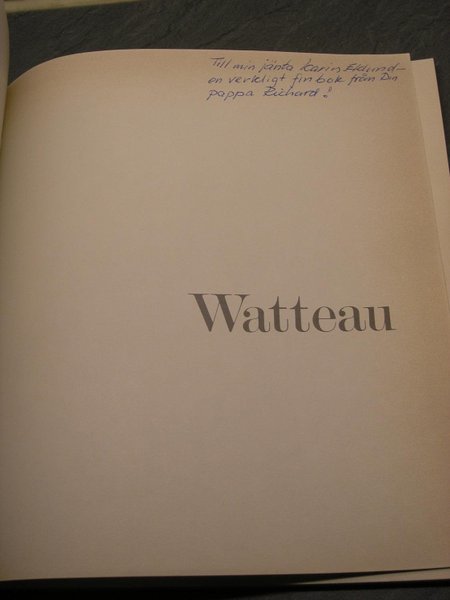 Till min jänta Karin Eklund–
en verkligt fin bok från Din
pappa Richard!
Watteau